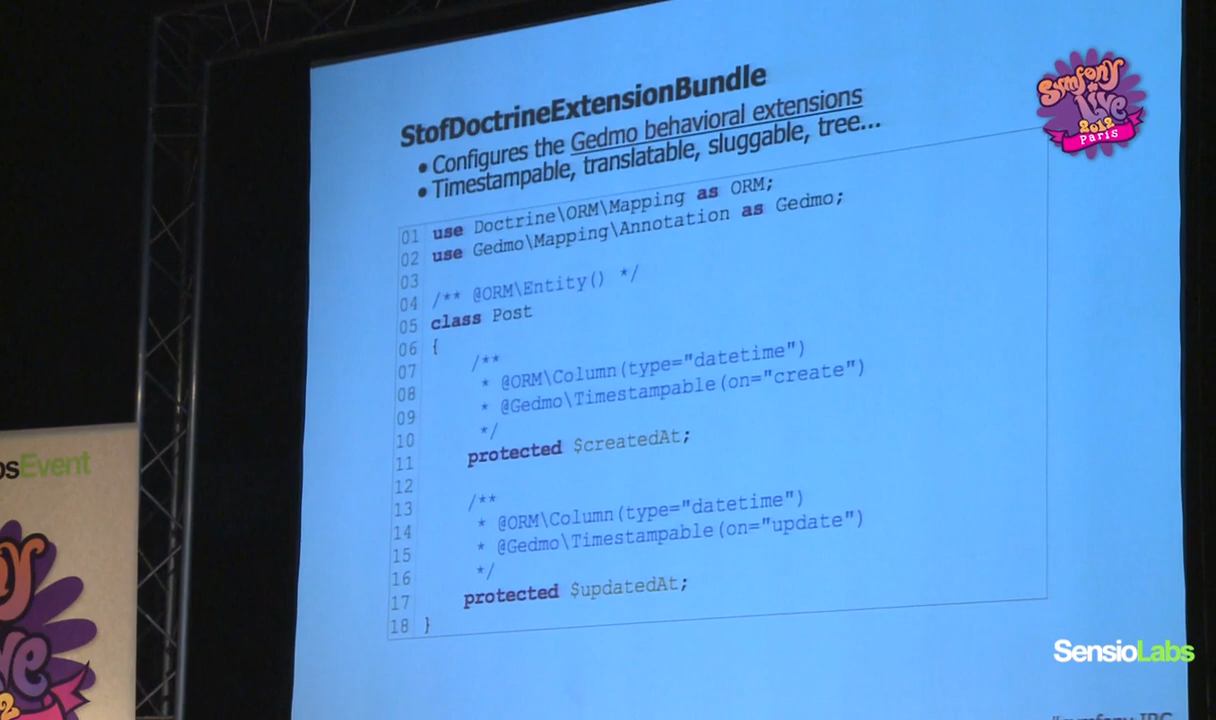 StofDoctrineExtensionBundle
• Configures the Gedmo behavioral extensions
• Timestampable, translatable, sluggable, tree...
01 use Doctrine\ORM\Mapping as ORM;
02 use Gedmo\Mapping\Annotation as Gedmo;
03
04 /** @ORM\Entity() */
05 class Post
06 {
07 /**
08 * @ORM\Column(type="datetime")
09 * @Gedmo\Timestampable(on="create")
10 */
11 protected $createdAt;
12
13 /**
14 * @ORM\Column(type="datetime")
15 * @Gedmo\Timestampable(on="update")
16 */
17 protected $updatedAt;
18 }
Symfony
Live
2012
Paris
Event
SensioLabs